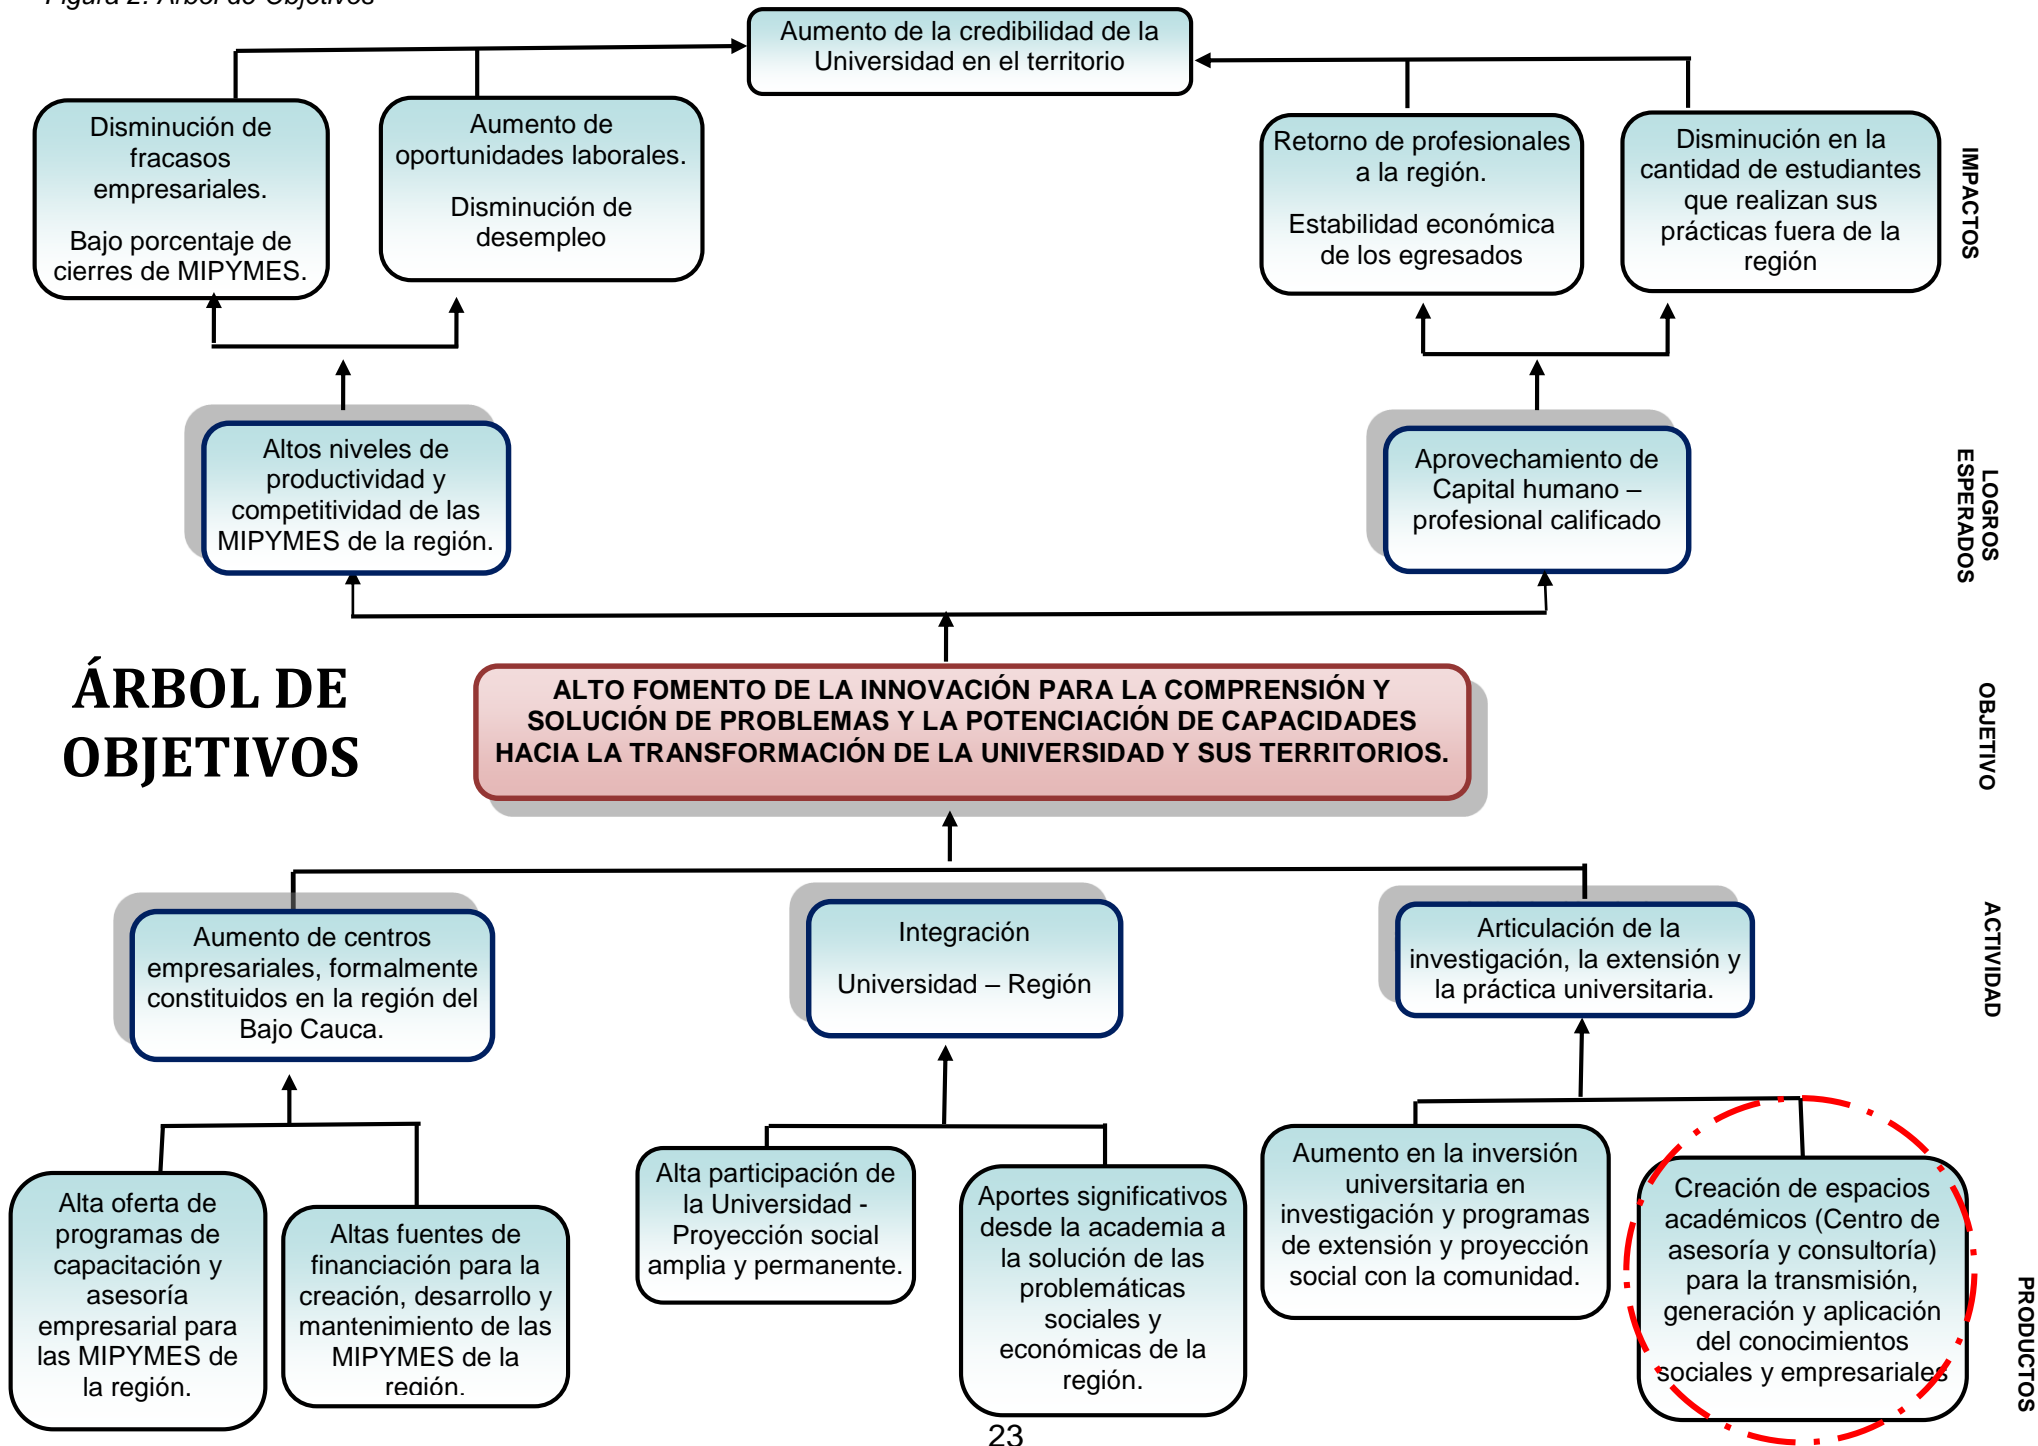 Figura 2. Árbol de Objetivos
Aumento de la credibilidad de la
Universidad en el territorio
Disminución de
fracasos
empresariales.
Bajo porcentaje de
cierres de MIPYMES.
Aumento de
oportunidades laborales.
Disminución de
desempleo
Retorno de profesionales
a la región.
Estabilidad económica
de los egresados
Disminución en la
cantidad de estudiantes
que realizan sus
prácticas fuera de la
región
IMPACTOS
Altos niveles de
productividad y
competitividad de las
MIPYMES de la región.
Aprovechamiento de
Capital humano –
profesional calificado
LOGROS
ESPERADOS
ÁRBOL DE
OBJETIVOS
ALTO FOMENTO DE LA INNOVACIÓN PARA LA COMPRENSIÓN Y
SOLUCIÓN DE PROBLEMAS Y LA POTENCIACIÓN DE CAPACIDADES
HACIA LA TRANSFORMACIÓN DE LA UNIVERSIDAD Y SUS TERRITORIOS.
OBJETIVO
Aumento de centros
empresariales, formalmente
constituidos en la región del
Bajo Cauca.
Integración
Universidad – Región
Articulación de la
investigación, la extensión y
la práctica universitaria.
ACTIVIDAD
Alta oferta de
programas de
capacitación y
asesoría
empresarial para
las MIPYMES de
la región.
Altas fuentes de
financiación para la
creación, desarrollo y
mantenimiento de las
MIPYMES de la
región.
Alta participación de
la Universidad -
Proyección social
amplia y permanente.
Aportes significativos
desde la academia a
la solución de las
problemáticas
sociales y
económicas de la
región.
Aumento en la inversión
universitaria en
investigación y programas
de extensión y proyección
social con la comunidad.
Creación de espacios
académicos (Centro de
asesoría y consultoría)
para la transmisión,
generación y aplicación
del conocimientos
sociales y empresariales
PRODUCTOS
23